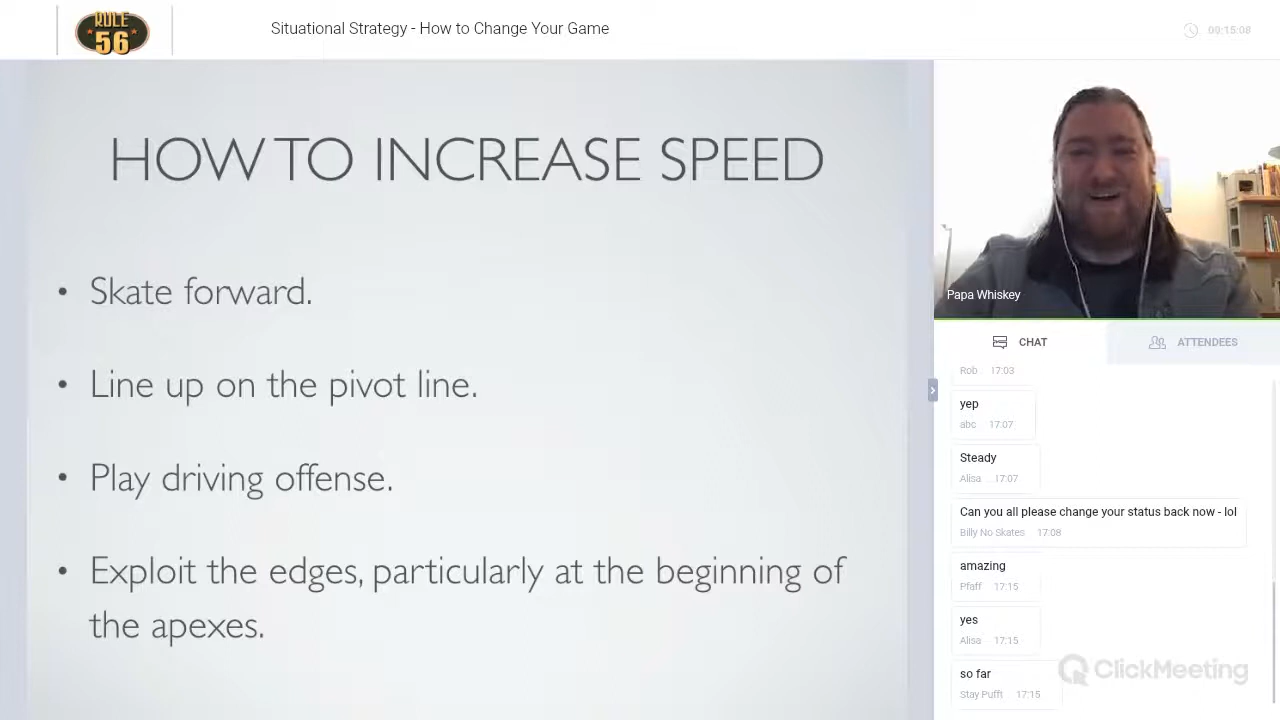 RULE
56
Situational Strategy - How to Change Your Game
00:15:08
HOW TO INCREASE SPEED
• Skate forward.
• Line up on the pivot line.
• Play driving offense.
• Exploit the edges, particularly at the beginning of
the apexes.
Papa Whiskey
CHAT
ATTENDEES
Rob 17:03
yep
abc 17:07
Steady
Alisa 17:07
Can you all please change your status back now - lol
Billy No Skates 17:08
amazing
Pfaff 17:15
yes
Alisa 17:15
so far
Stay Pufft 17:15
ClickMeeting